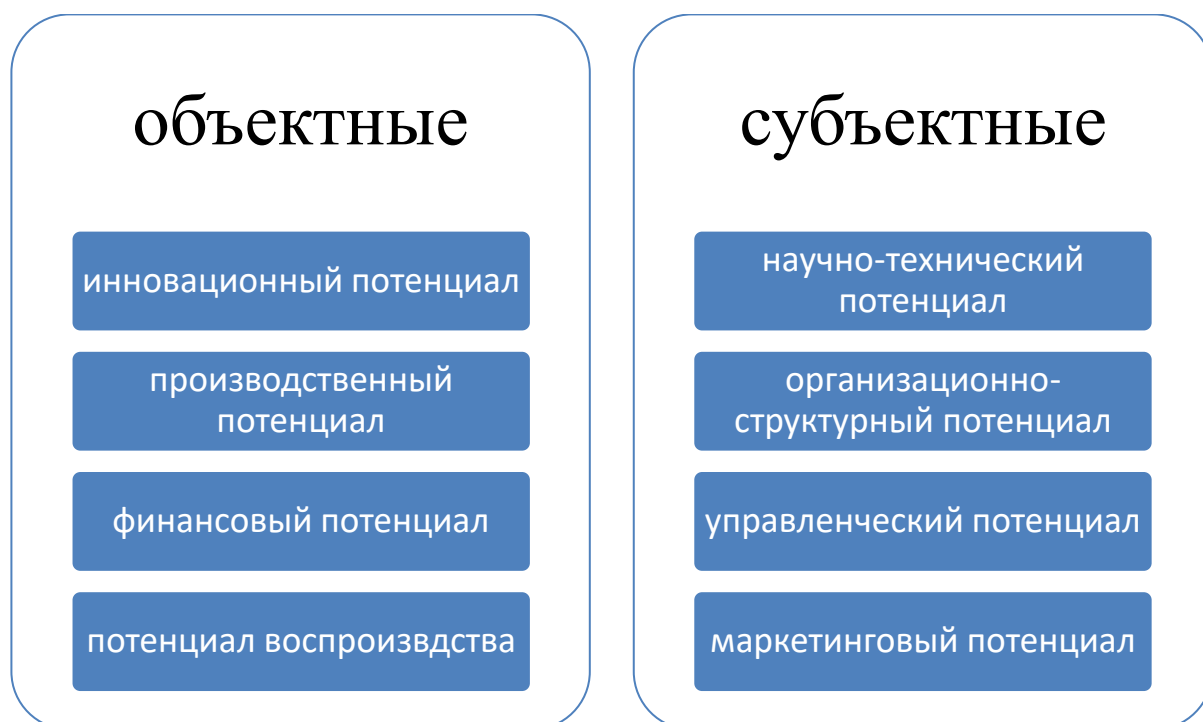 объектные
инновационный потенциал
производственный
потенциал
финансовый потенциал
потенциал воспроизвдства
субъектные
научно-технический
потенциал
организационно-
структурный потенциал
управленческий потенциал
маркетинговый потенциал